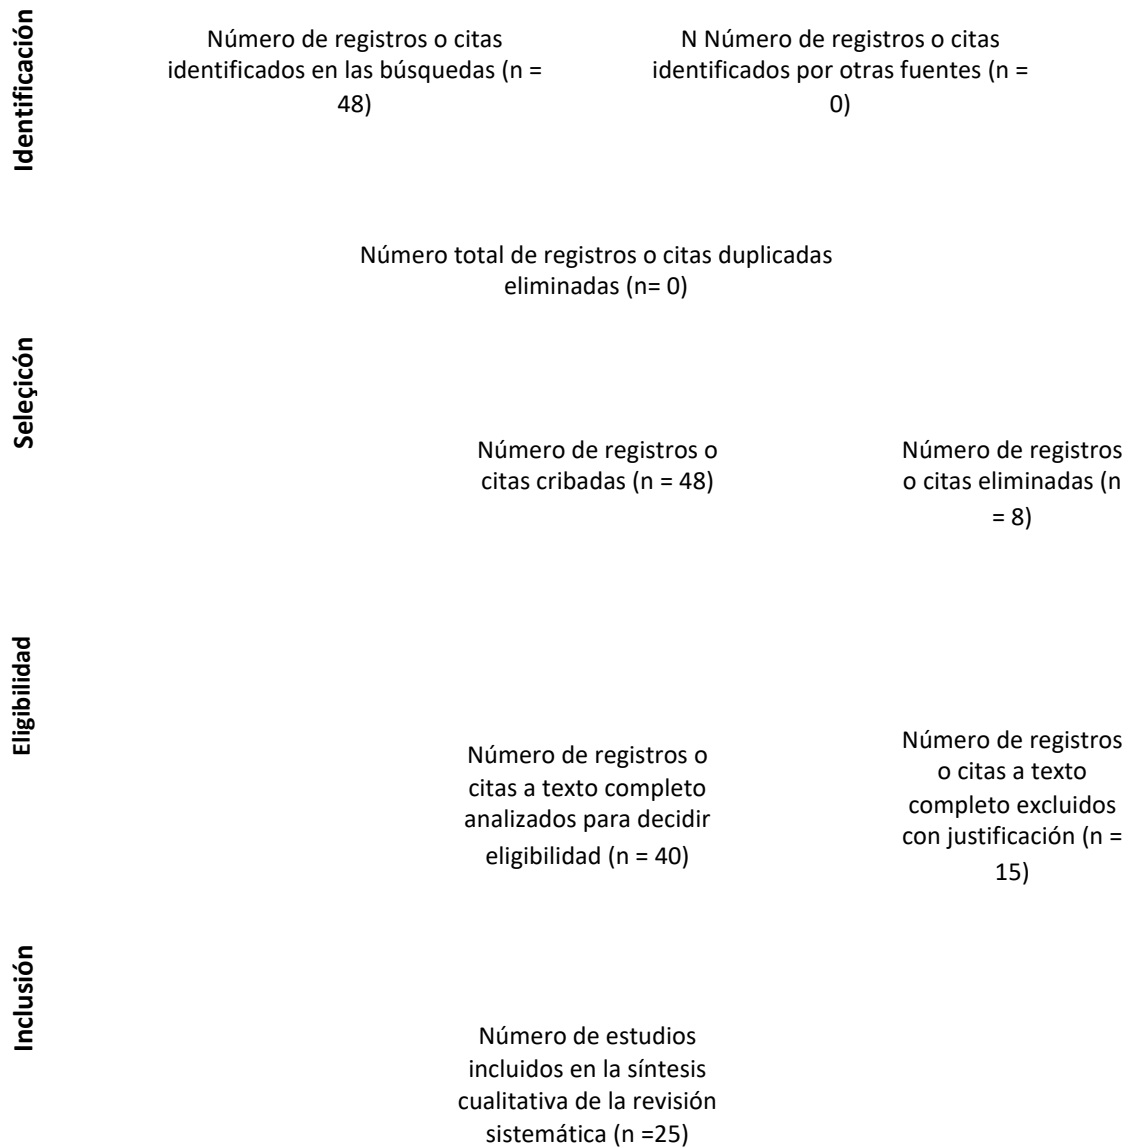 Identificación
Número de registros o citas
identificados en las búsquedas (n =
48)
N Número de registros o citas
identificados por otras fuentes (n =
0)
Número total de registros o citas duplicadas
eliminadas (n= 0)
Seleçicón
Número de registros o
citas cribadas (n = 48)
Número de registros
o citas eliminadas (n
= 8)
Eligibilidad
Número de registros o
citas a texto completo
analizados para decidir
eligibilidad (n = 40)
Número de registros
o citas a texto
completo excluidos
con justificación (n =
15)
Inclusión
Número de estudios
incluidos en la síntesis
cualitativa de la revisión
sistemática (n =25)